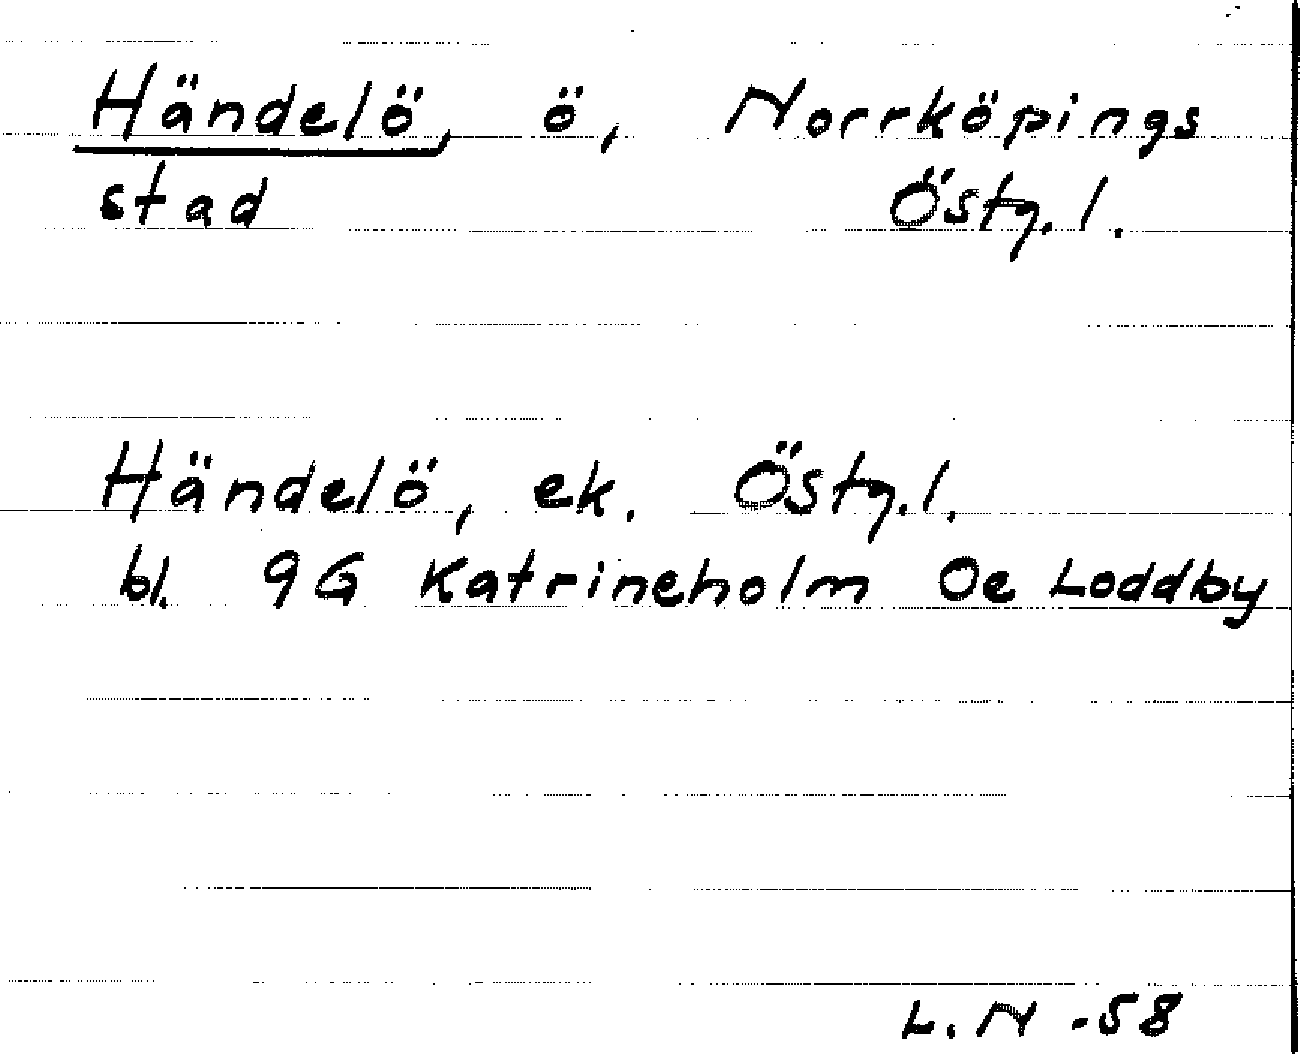 Händelö, ö, Norrköpings
stad Östg.l.
Händelö, ek. Östg.l.
bl. 9G Katrineholm Oe Loddby
L.N -58